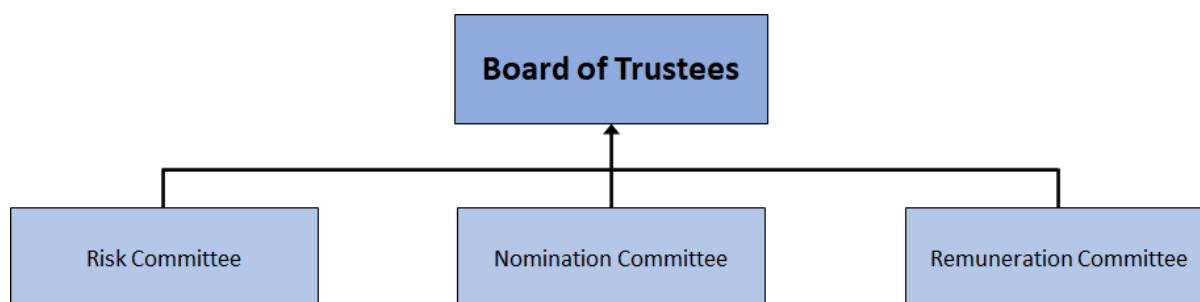 Board of Trustees
Risk Committee
Nomination Committee
Remuneration Committee